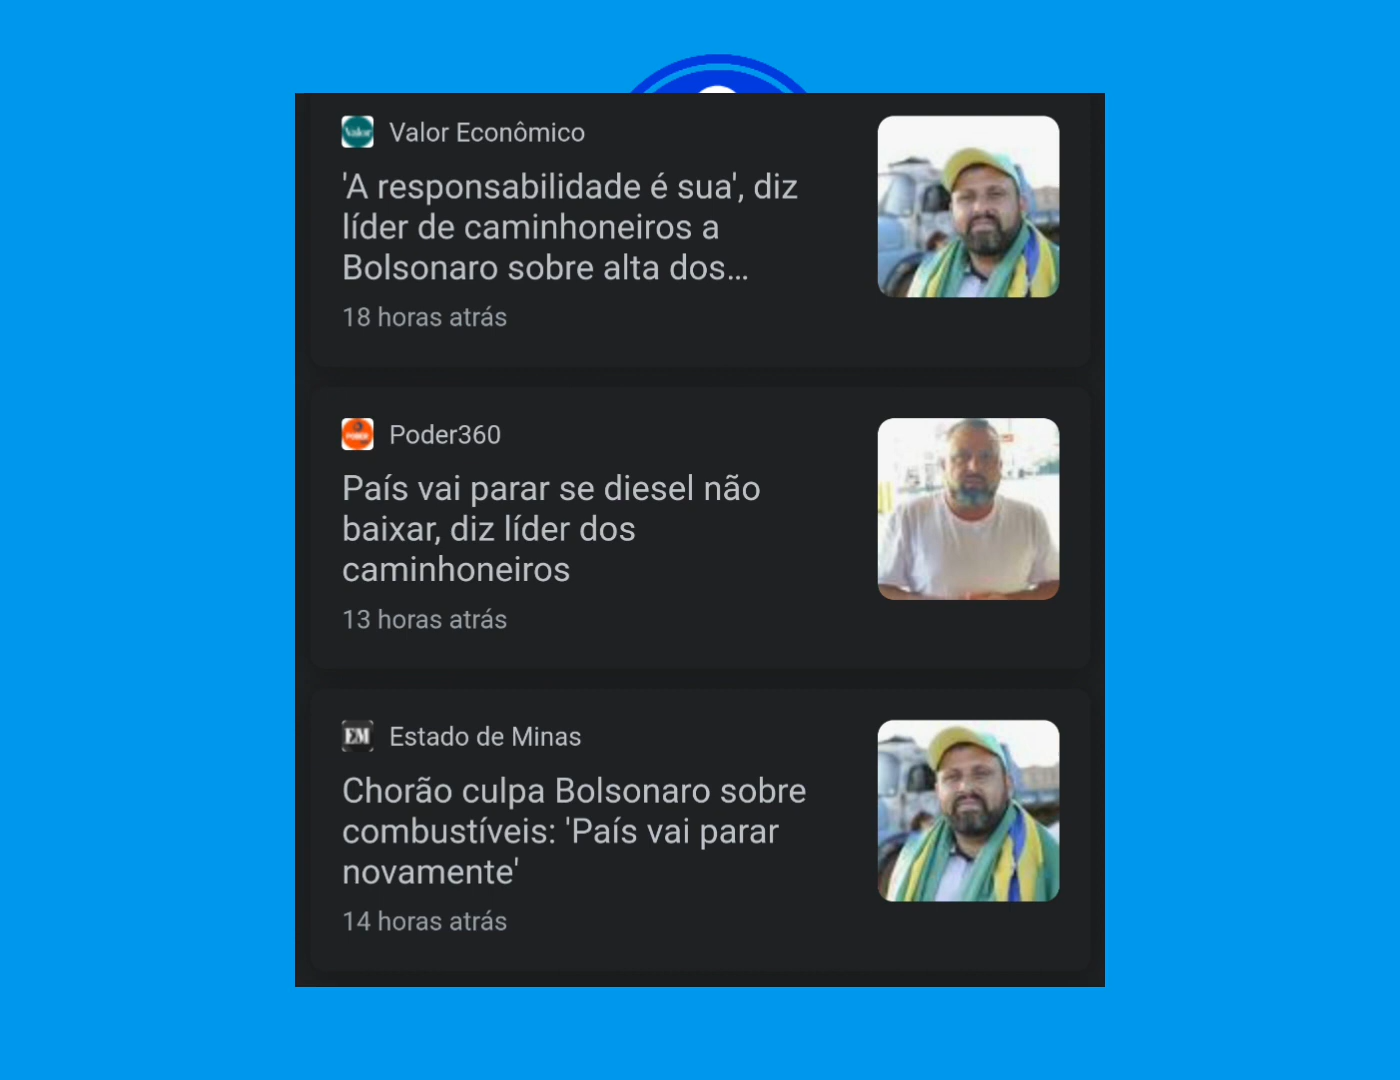 Valor
Valor Econômico
'A responsabilidade é sua', diz
líder de caminhoneiros a
Bolsonaro sobre alta dos...
18 horas atrás
Poder360
País vai parar se diesel não
baixar, diz líder dos
caminhoneiros
13 horas atrás
EM
Estado de Minas
Chorão culpa Bolsonaro sobre
combustíveis: 'País vai parar
novamente'
14 horas atrás